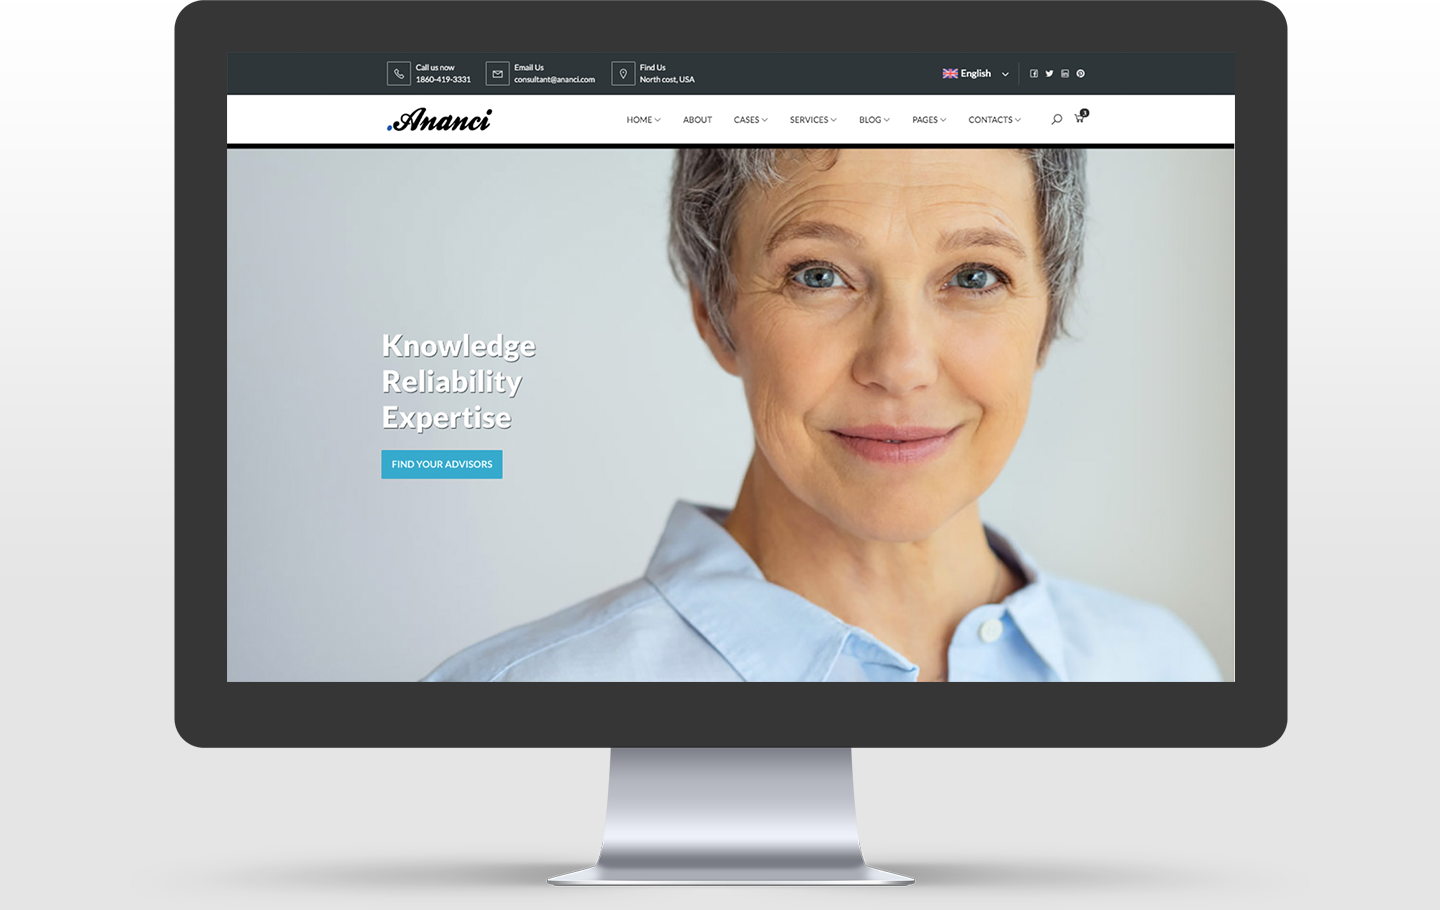 Call us now
1860-419-3331
Email Us
consultant@ananci.com
Find Us
North cost, USA
English
.Ananci
HOME
ABOUT
CASES
SERVICES
BLOG
PAGES
CONTACTS
3
Knowledge
Reliability
Expertise
FIND YOUR ADVISORS